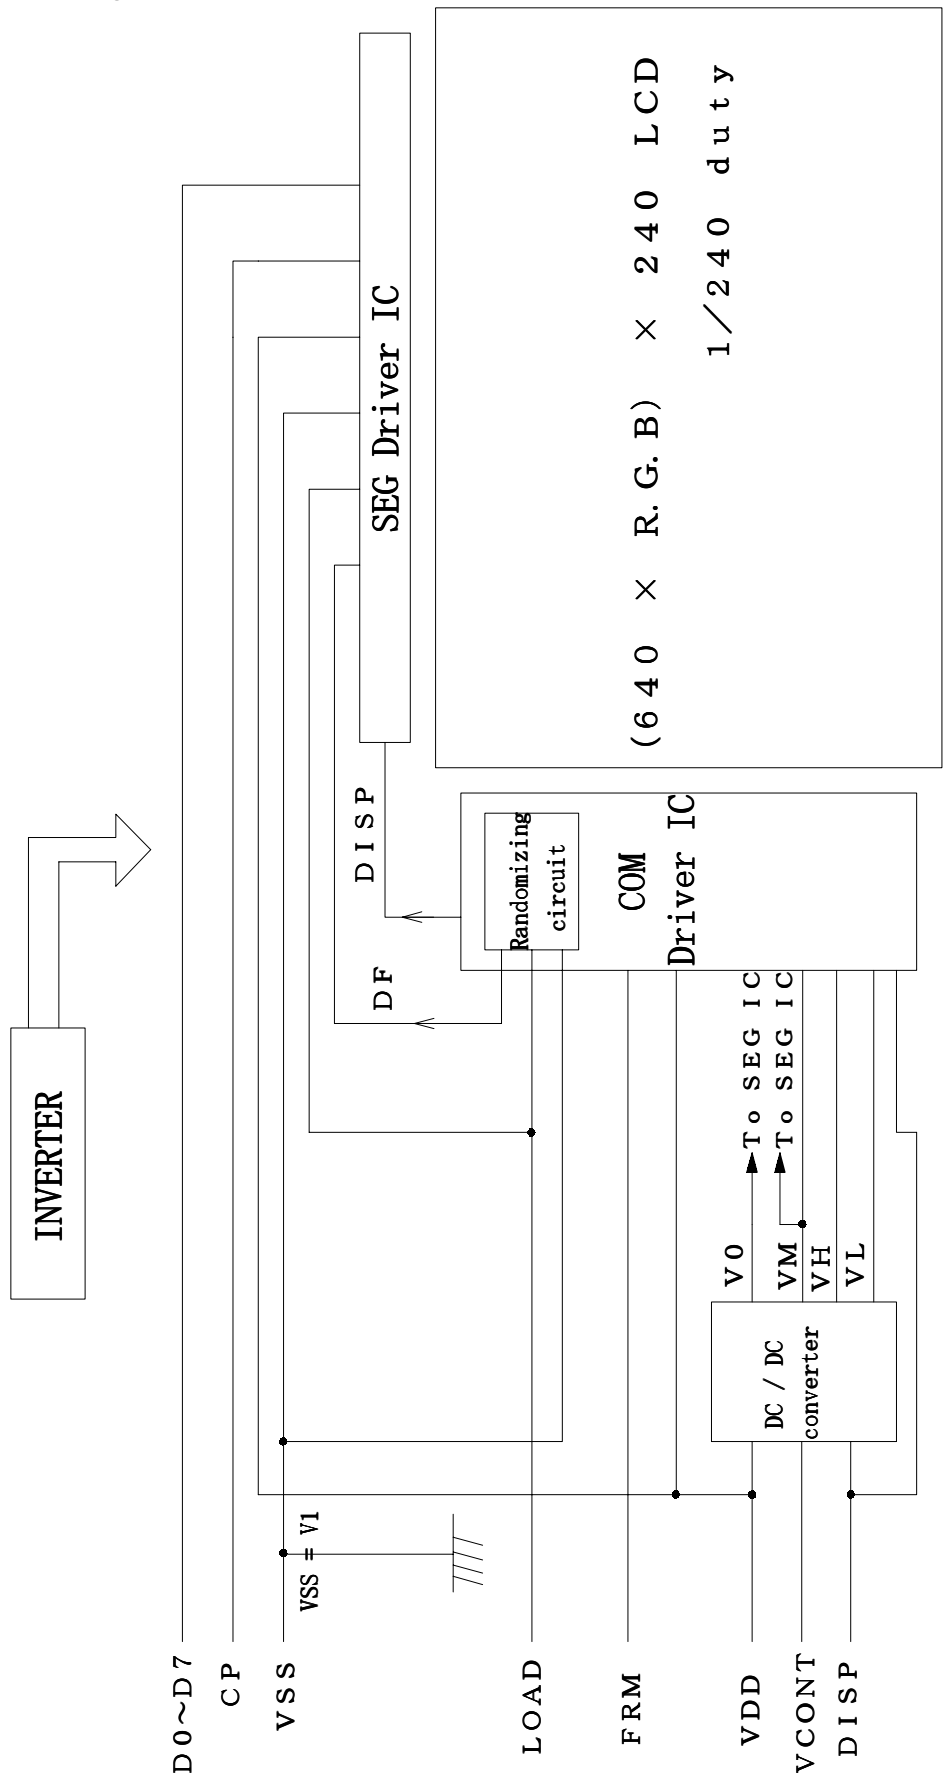 INVERTER
D0～D7
CP
VSS
VSS = V1
DF
DISP
SEG Driver IC
LOAD
Randomizing
circuit
FRM
COM
Driver IC
(640 × R.G.B) × 240 LCD
1/240 duty
VDD
VCONT
DISP
DC / DC
converter
V0
VM
VH
VL
To SEG IC
To SEG IC